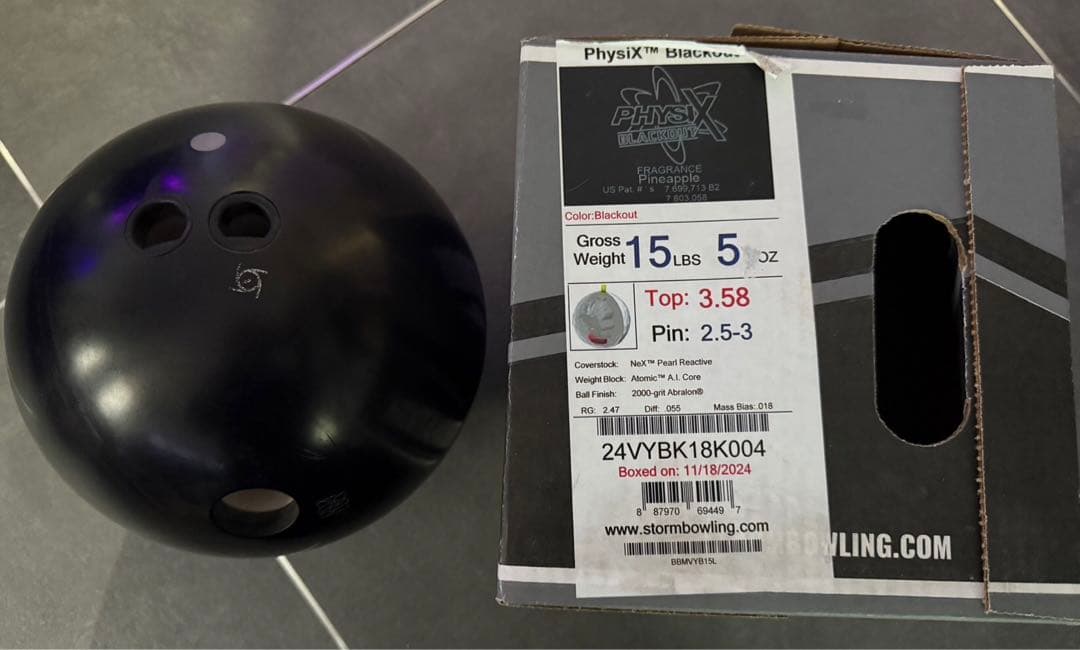 PhysiX™ Blackout
PHYSIX
BLACKOUT
FRAGRANCE
Pineapple
US Pat. #'s 7,699,713 B2
7 803,058
Color:Blackout
Gross
Weight 15 LBS 5 OZ
Top: 3.58
Pin: 2.5-3
Coverstock: NeX™ Pearl Reactive
Weight Block: Atomic™ A.I. Core
Ball Finish: 2000-grit Abralon®
RG: 2.47 Diff: .055 Mass Bias:.018
24VYBK18K004
Boxed on: 11/18/2024
8 87970 69449 7
www.stormbowling.com
BBMVYB15L
WLING.COM